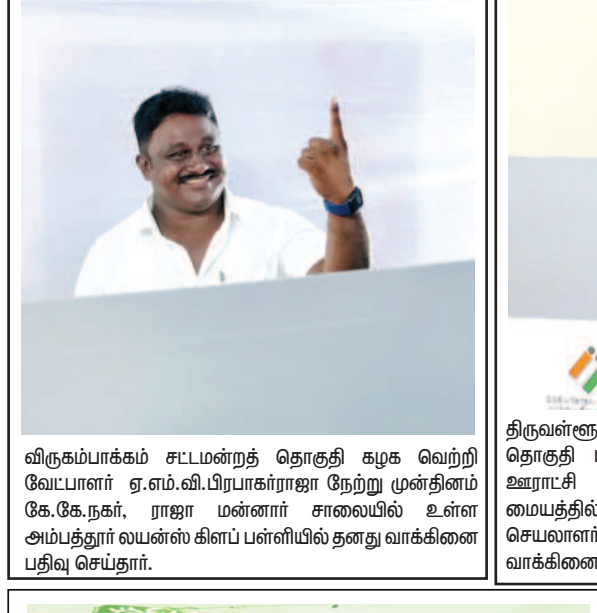 விருகம்பாக்கம் சட்டமன்றத் தொகுதி கழக வெற்றி
வேட்பாளர் ஏ.எம்.வி.பிரபாகர்ராஜா நேற்று முன்தினம்
கே.கே.நகர், ராஜா மன்னார் சாலையில் உள்ள
அம்பத்தூர் லயன்ஸ் கிளப் பள்ளியில் தனது வாக்கினை
பதிவு செய்தார்.
திருவள்ளூ
தொகுதி
ஊராட்சி
மையத்தில்
செயலாளர்
வாக்கினை